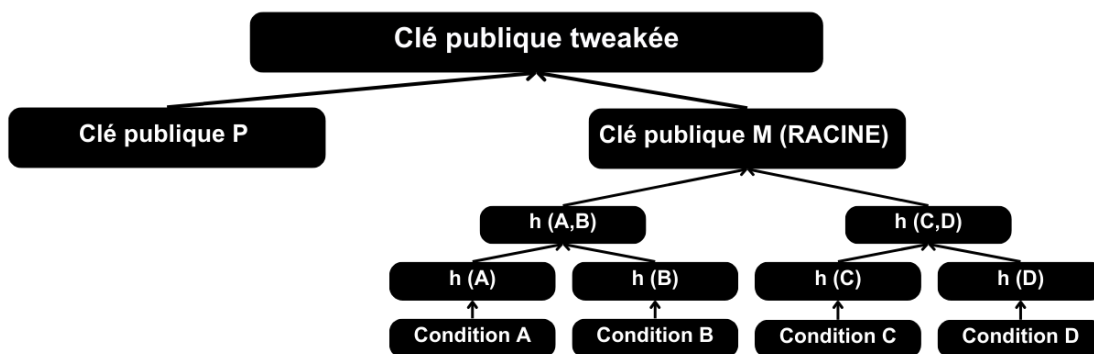 Clé publique tweakée
Clé publique P
Clé publique M (RACINE)
h (A,B)
h (C,D)
h (A)
h (B)
h (C)
h (D)
Condition A
Condition B
Condition C
Condition D